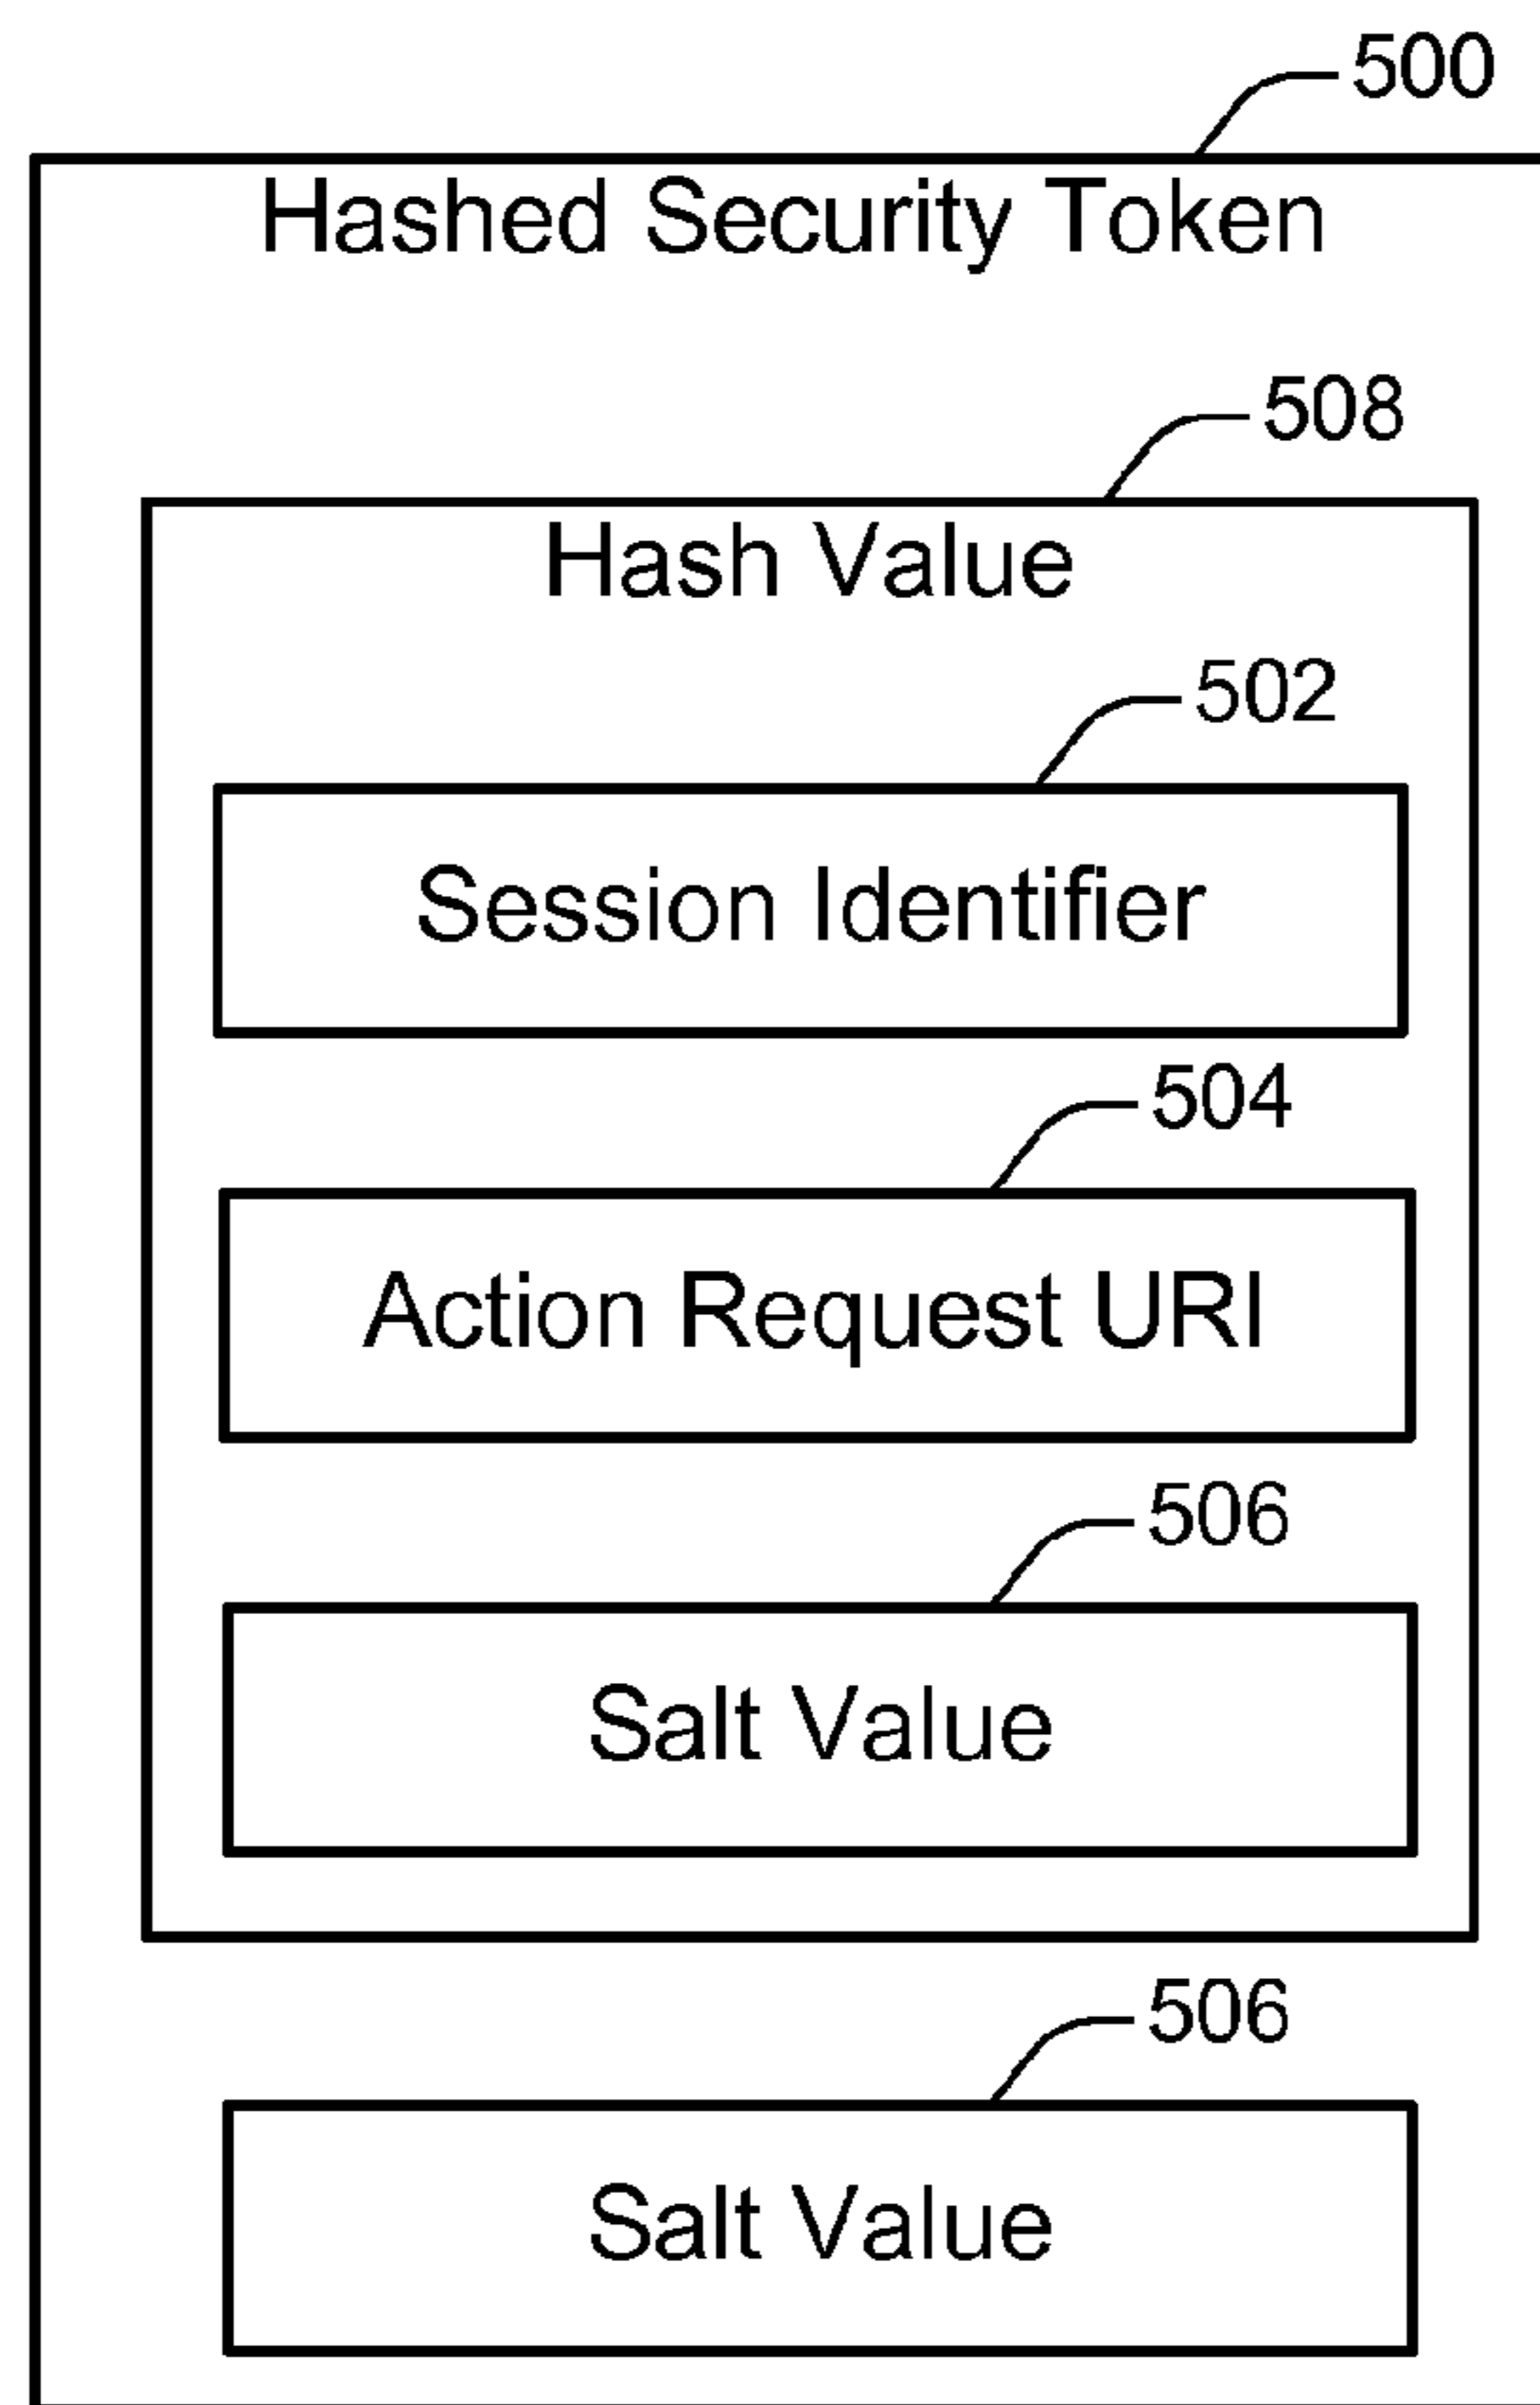 500
Hashed Security Token
508
Hash Value
502
Session Identifier
504
Action Request URI
506
Salt Value
506
Salt Value